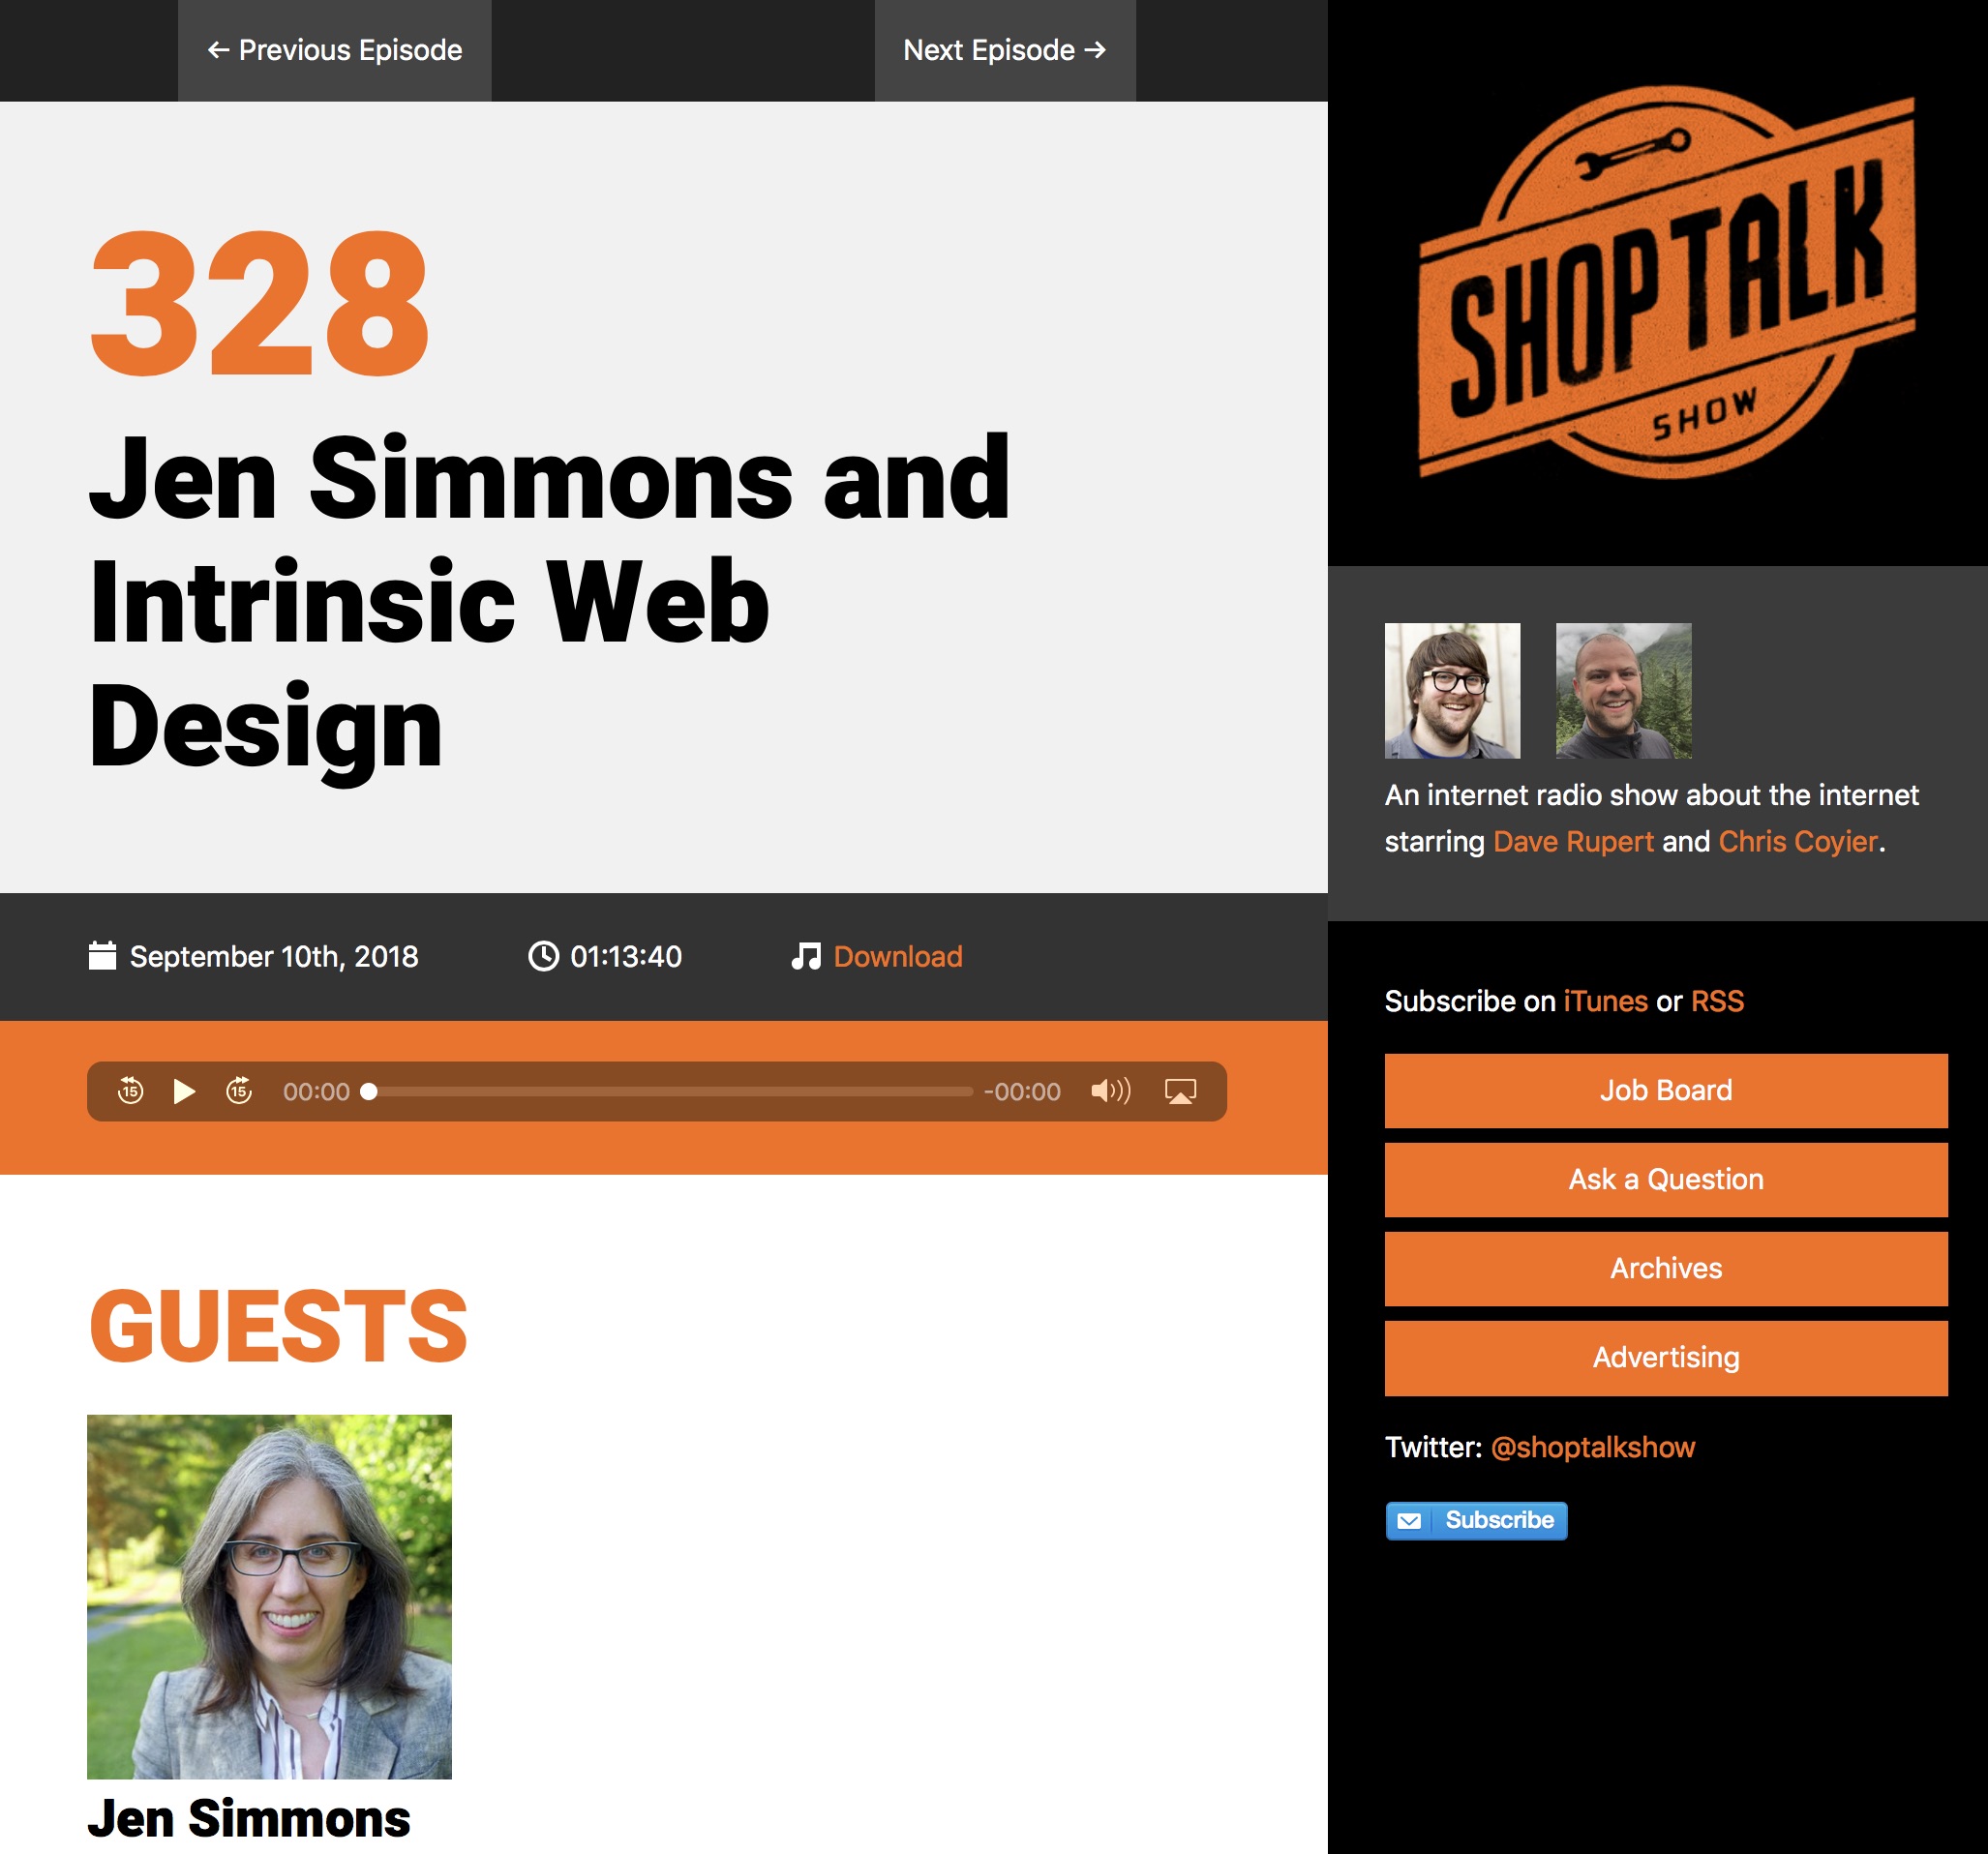 ← Previous Episode
Next Episode →
328
Jen Simmons and
Intrinsic Web
Design
September 10th, 2018
01:13:40
Download
15
15
00:00
-00:00
GUESTS
Jen Simmons
SHOP TALK
SHOW
An internet radio show about the internet
starring Dave Rupert and Chris Coyier.
Subscribe on iTunes or RSS
Job Board
Ask a Question
Archives
Advertising
Twitter: @shoptalkshow
Subscribe